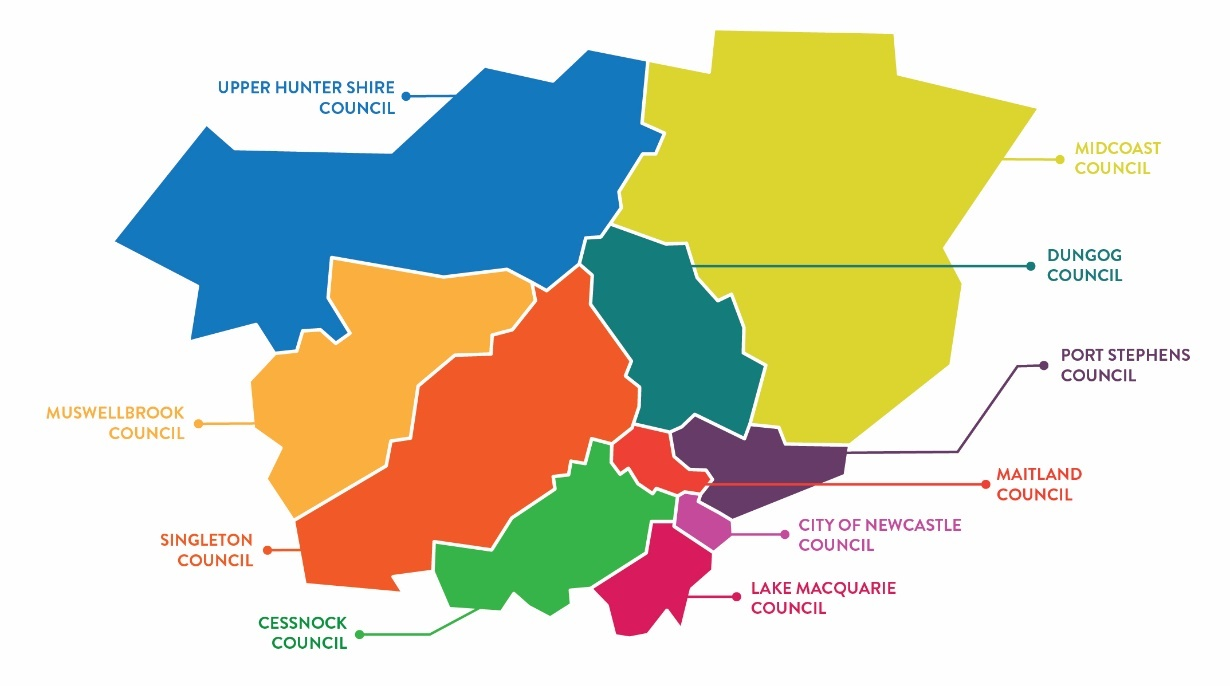 UPPER HUNTER SHIRE
COUNCIL
MIDCOAST
COUNCIL
DUNGOG
COUNCIL
PORT STEPHENS
COUNCIL
MUSWELLBROOK
COUNCIL
MAITLAND
COUNCIL
CITY OF NEWCASTLE
COUNCIL
SINGLETON
COUNCIL
LAKE MACQUARIE
COUNCIL
CESSNOCK
COUNCIL